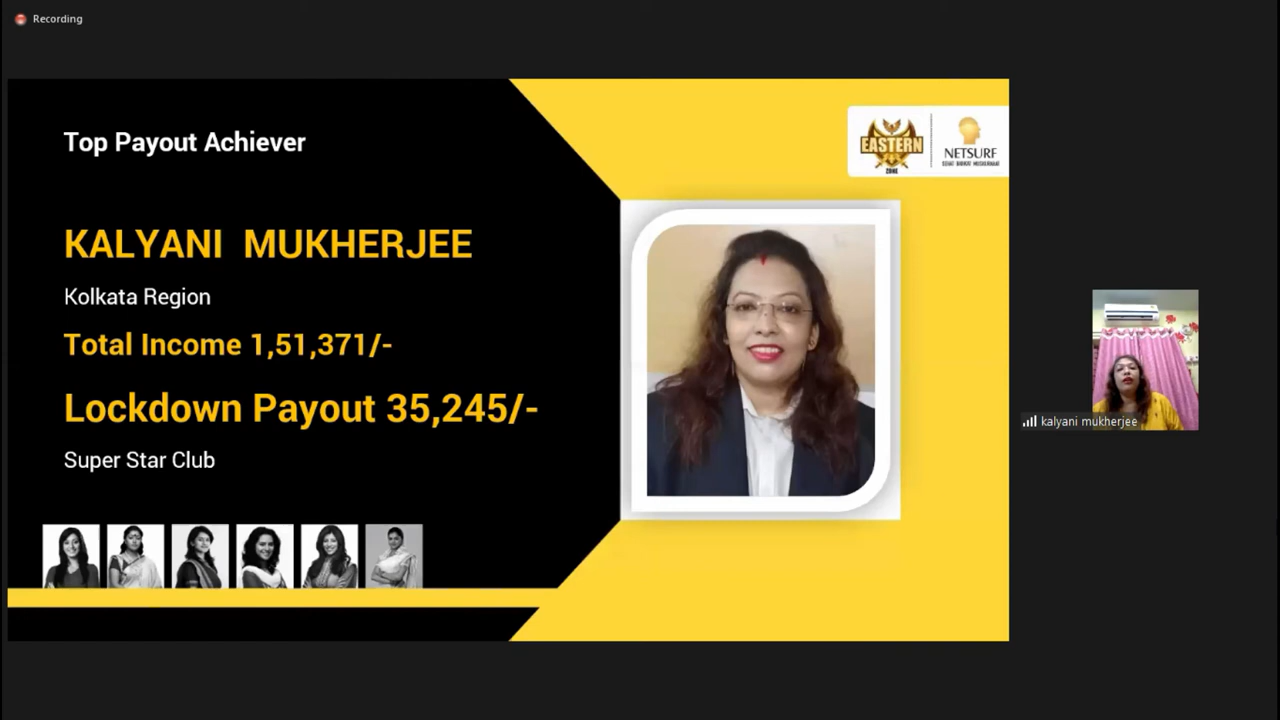 Recording
Top Payout Achiever
KALYANI MUKHERJEE
Kolkata Region
Total Income 1,51,371/-
Lockdown Payout 35,245/-
Super Star Club
EASTERN
ZONE
NETSURF
kalyani mukherjee